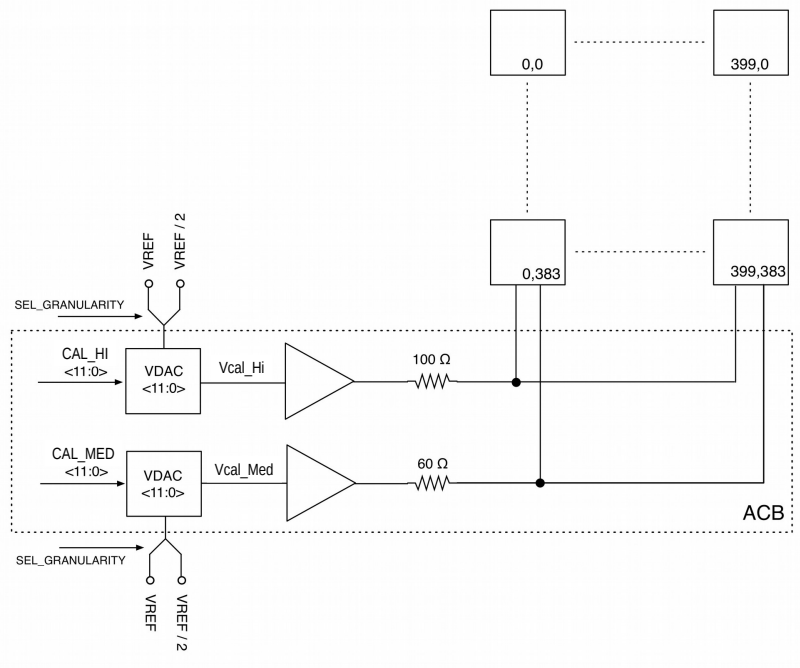 0,0
399,0
0,383
399,383
VREF
VREF / 2
SEL_GRANULARITY
CAL_HI
<11:0>
VDAC
<11:0>
Vcal_Hi
100 Ω
CAL_MED
<11:0>
VDAC
<11:0>
Vcal_Med
60 Ω
ACB
SEL_GRANULARITY
VREF
VREF / 2